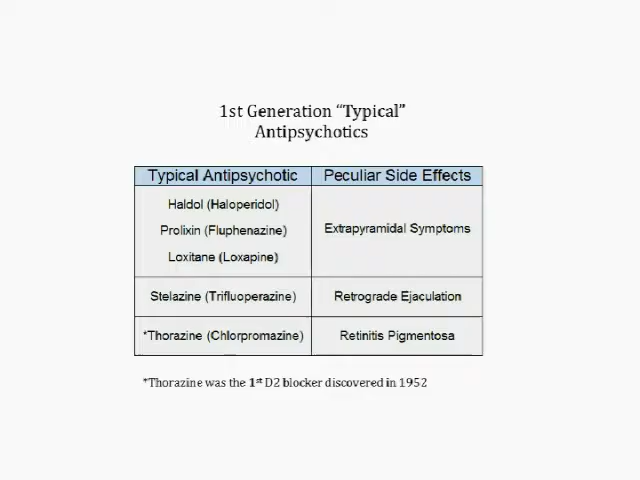 1st Generation “Typical”
Antipsychotics
Typical Antipsychotic
Peculiar Side Effects
Haldol (Haloperidol)
Prolixin (Fluphenazine)
Loxitane (Loxapine)
Extrapyramidal Symptoms
Stelazine (Trifluoperazine)
Retrograde Ejaculation
*Thorazine (Chlorpromazine)
Retinitis Pigmentosa
*Thorazine was the 1st D2 blocker discovered in 1952